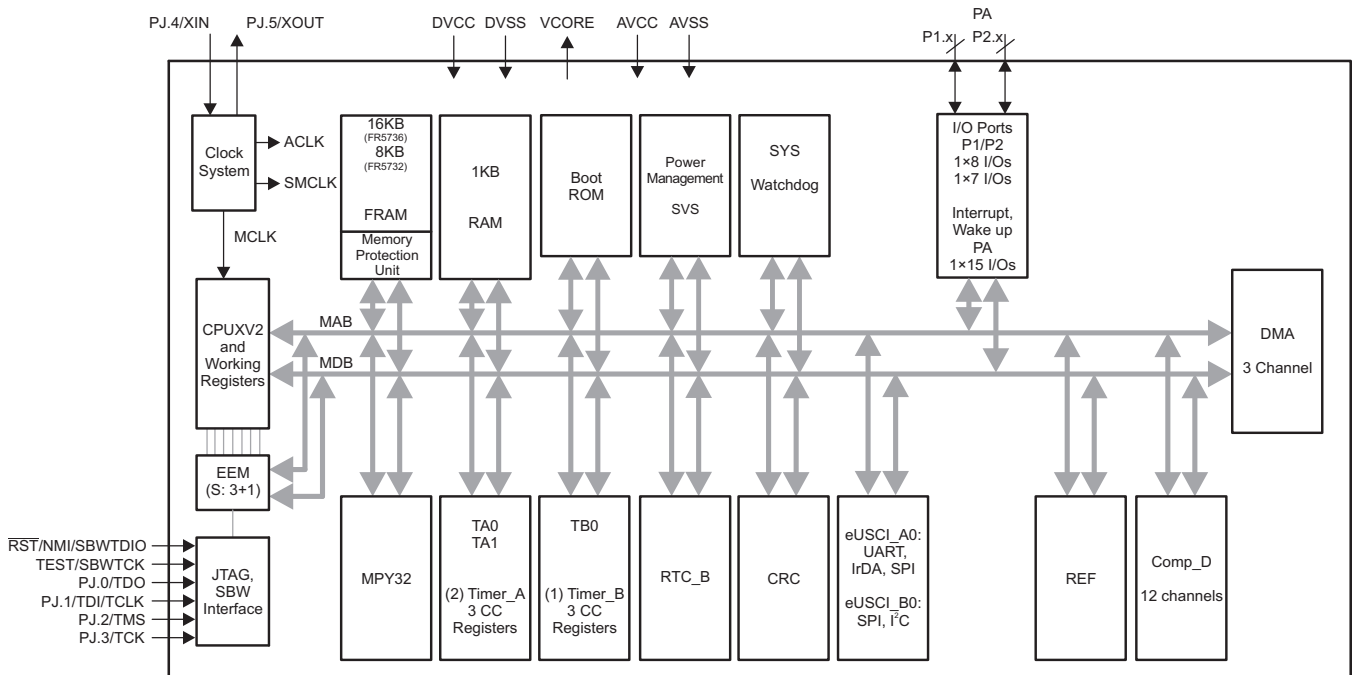 PJ.4/XIN
PJ.5/XOUT
DVCC
DVSS
VCORE
AVCC
AVSS
PA
P1.x
P2.x
Clock
System
ACLK
SMCLK
MCLK
16KB
(FR5736)
8KB
(FR5732)
FRAM
Memory
Protection
Unit
1KB
RAM
Boot
ROM
Power
Management
SVS
SYS
Watchdog
I/O Ports
P1/P2
1×8 I/Os
1×7 I/Os
Interrupt,
Wake up
PA
1×15 I/Os
CPUXV2
and
Working
Registers
MAB
MDB
DMA
3 Channel
EEM
(S: 3+1)
RST/NMI/SBWTDIO
TEST/SBWTCK
PJ.0/TDO
PJ.1/TDI/TCLK
PJ.2/TMS
PJ.3/TCK
JTAG,
SBW
Interface
MPY32
TA0
TA1
(2) Timer_A
3 CC
Registers
TB0
(1) Timer_B
3 CC
Registers
RTC_B
CRC
eUSCI_A0:
UART,
IrDA, SPI
eUSCI_B0:
SPI, I²C
REF
Comp_D
12 channels